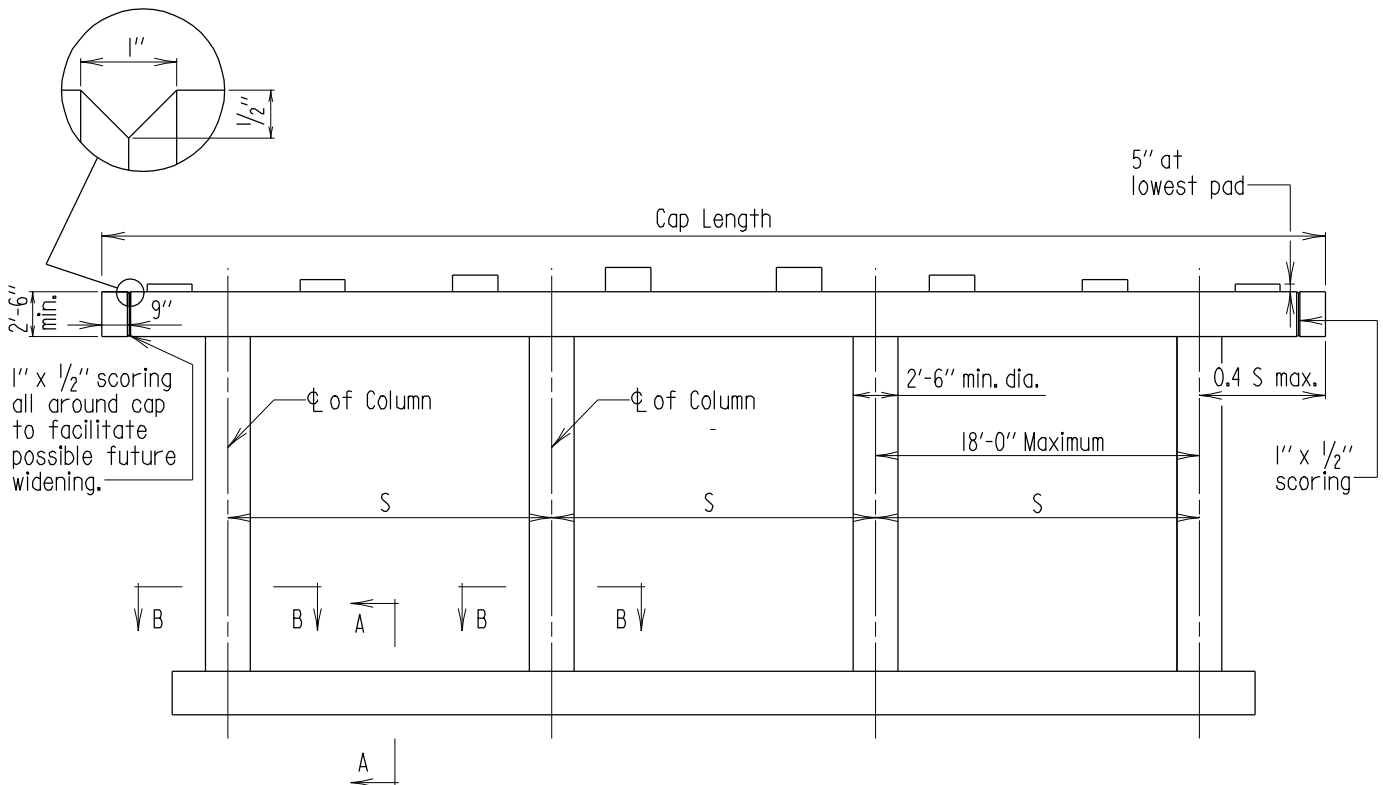 1"
1/2"
5" at
lowest pad
Cap Length
2'-6"
min.
9"
1" x 1/2" scoring
all around cap
to facilitate
possible future
widening.
℄ of Column
℄ of Column
2'-6" min. dia.
0.4 S max.
18'-0" Maximum
1" x 1/2"
scoring
S
S
S
B
B
A
B
B
A